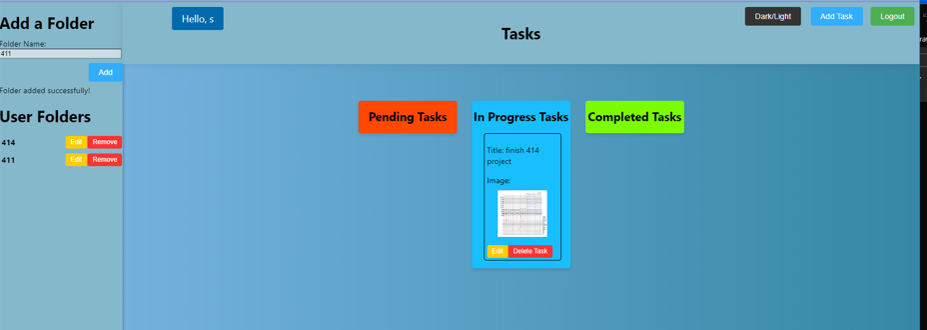 Add a Folder
Folder Name:
411
Add
Folder added successfully!
User Folders
414 Edit Remove
411 Edit Remove
Hello, s
Tasks
Dark/Light Add Task Logout
Pending Tasks
In Progress Tasks
Title: finish 414
project
Image:
Edit Delete Task
Completed Tasks